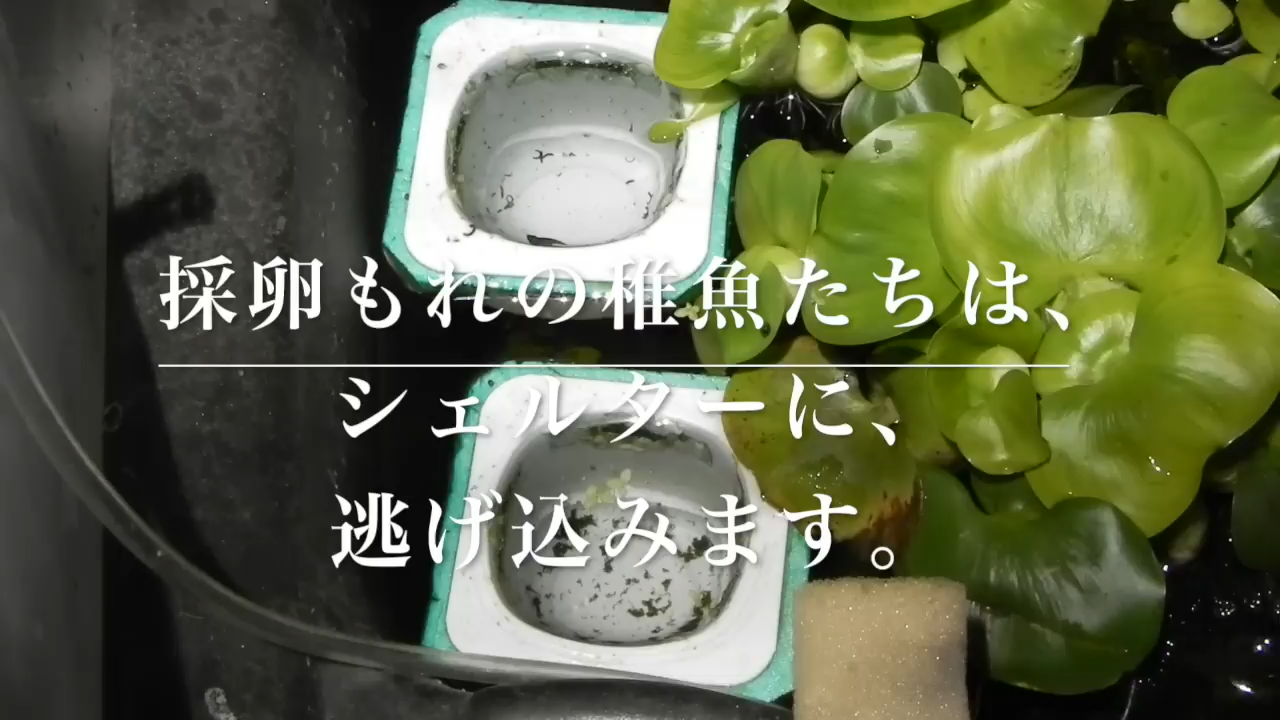 採卵もれの稚魚たちは、
シェルターに、
逃げ込みます。